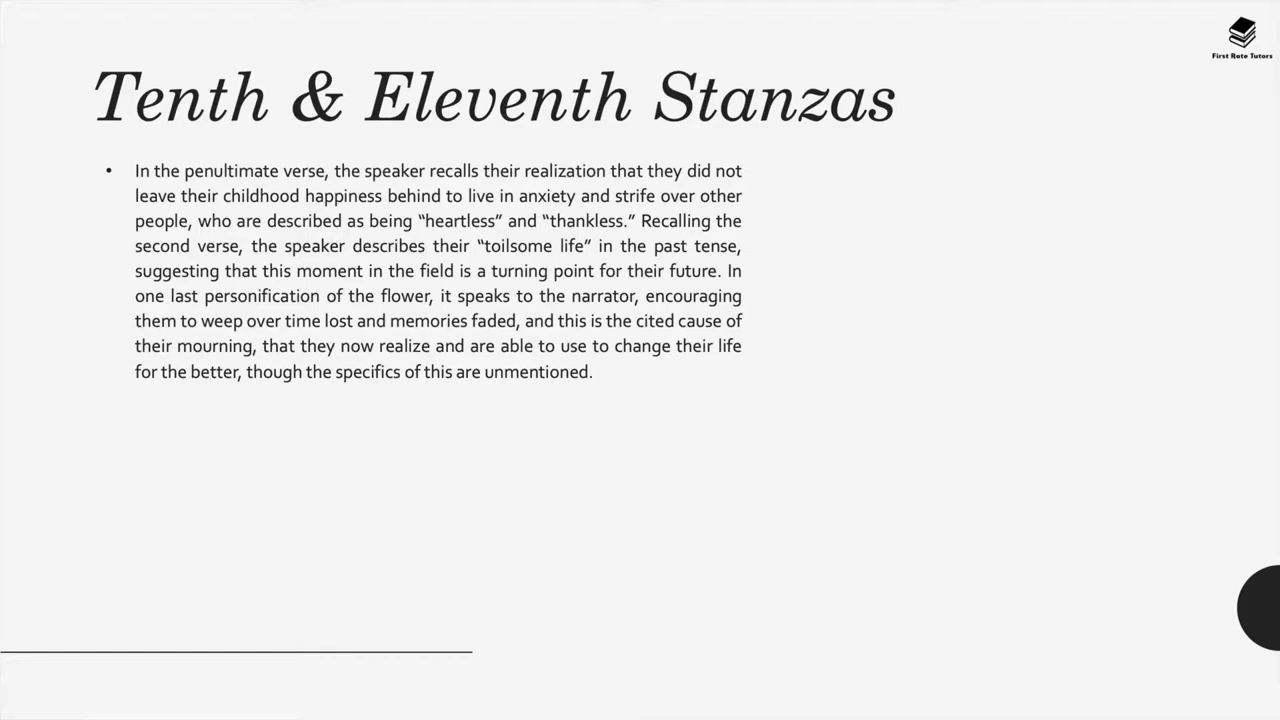 First Rate Tutors
Tenth & Eleventh Stanzas
• In the penultimate verse, the speaker recalls their realization that they did not
leave their childhood happiness behind to live in anxiety and strife over other
people, who are described as being “heartless” and “thankless.” Recalling the
second verse, the speaker describes their “toilsome life” in the past tense,
suggesting that this moment in the field is a turning point for their future. In
one last personification of the flower, it speaks to the narrator, encouraging
them to weep over time lost and memories faded, and this is the cited cause of
their mourning, that they now realize and are able to use to change their life
for the better, though the specifics of this are unmentioned.